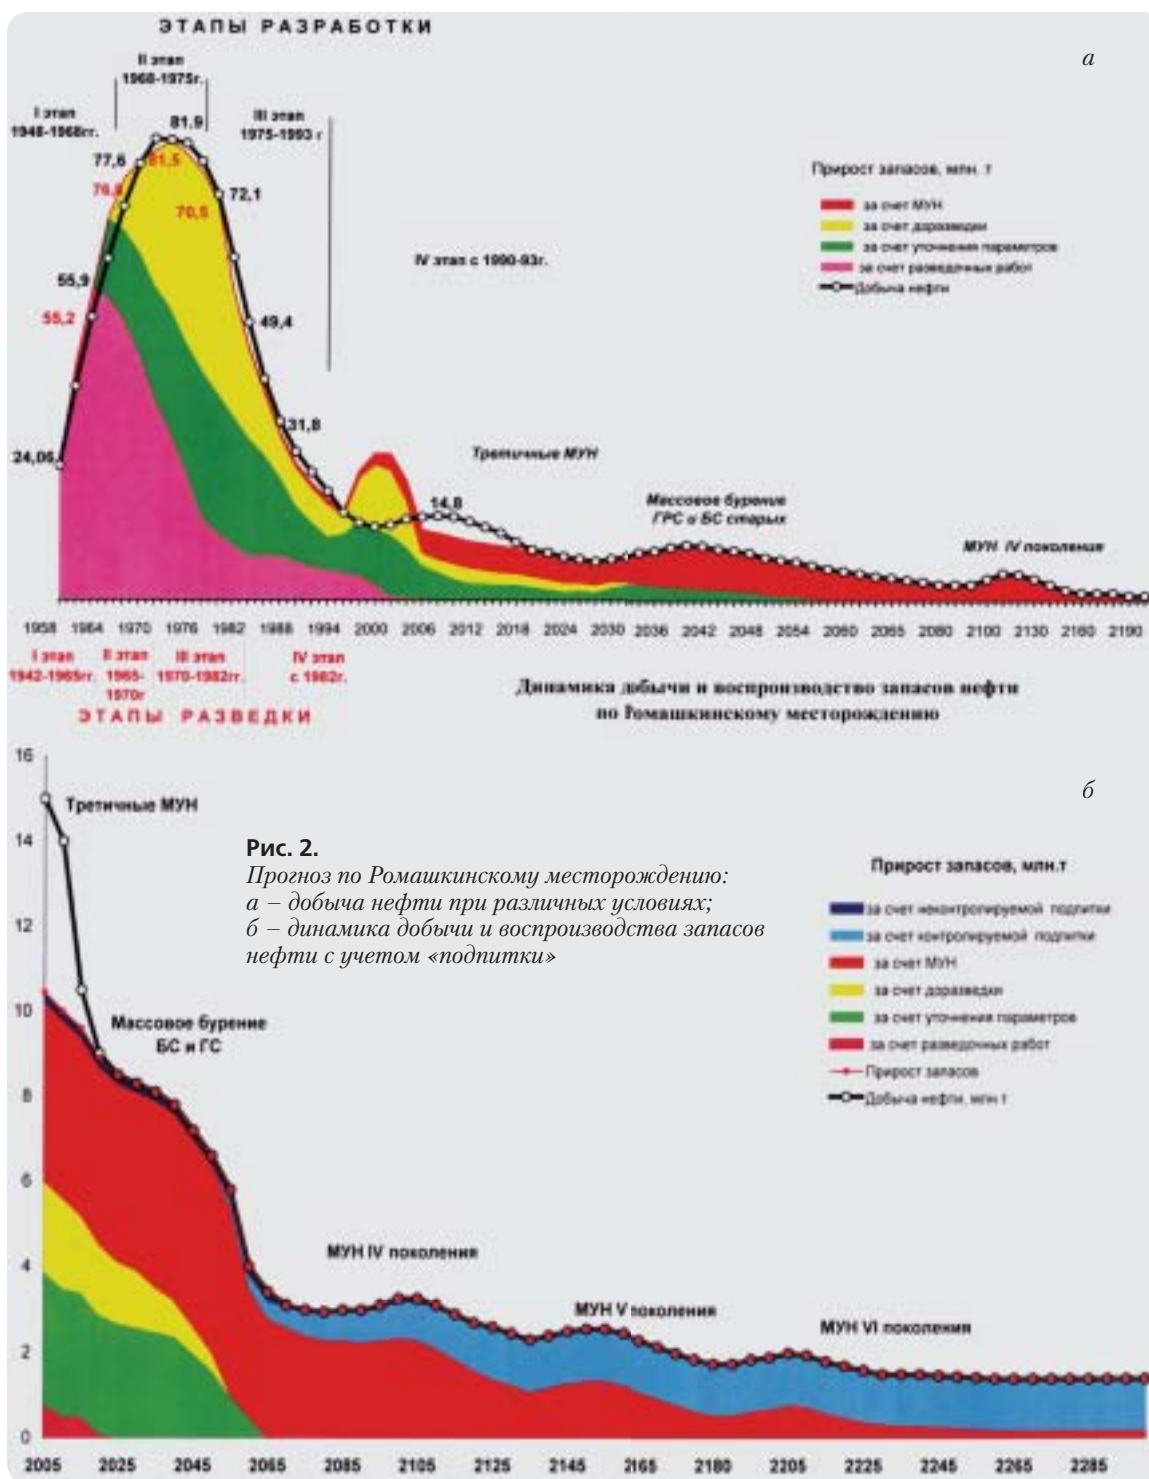 ЭТАПЫ РАЗРАБОТКИ
а
II этап
1968-1975г.
I этап
1948-1968гг.
81,9
III этап
1975-1993 г
77,6
81,5
76,8
72,1
70,5
IV этап с 1990-93г.
55,9
55,2
49,4
31,8
24,06
14,8
Прирост запасов, млн. т
за счет МУН
за счет доразведки
за счет уточнения параметров
за счет разведочных работ
Добыча нефти
Третичные МУН
Массовое бурение
ГРС и БС старых
МУН IV поколения
1958 1964 1970 1976 1982 1988 1994 2000 2006 2012 2018 2024 2030 2036 2042 2048 2054 2060 2065 2080 2100 2130 2160 2190
I этап
1942-1965гг.
II этап
1965-
1970г
III этап
1970-1982гг.
IV этап
с 1982г.
ЭТАПЫ РАЗВЕДКИ
Динамика добычи и воспроизводство запасов нефти
по Ромашкинскому месторождению
16
14
12
10
8
6
4
2
0
б
Третичные МУН
Рис. 2.
Прогноз по Ромашкинскому месторождению:
а – добыча нефти при различных условиях;
б – динамика добычи и воспроизводства запасов
нефти с учетом «подпитки»
Прирост запасов, млн.т
за счет неконтролируемой подпитки
за счет контролируемой подпитки
за счет МУН
за счет доразведки
за счет уточнения параметров
за счет разведочных работ
Прирост запасов
Добыча нефти, млн т
Массовое бурение
БС и ГС
МУН IV поколения
МУН V поколения
МУН VI поколения
2005 2025 2045 2065 2085 2105 2125 2145 2165 2180 2205 2225 2245 2265 2285